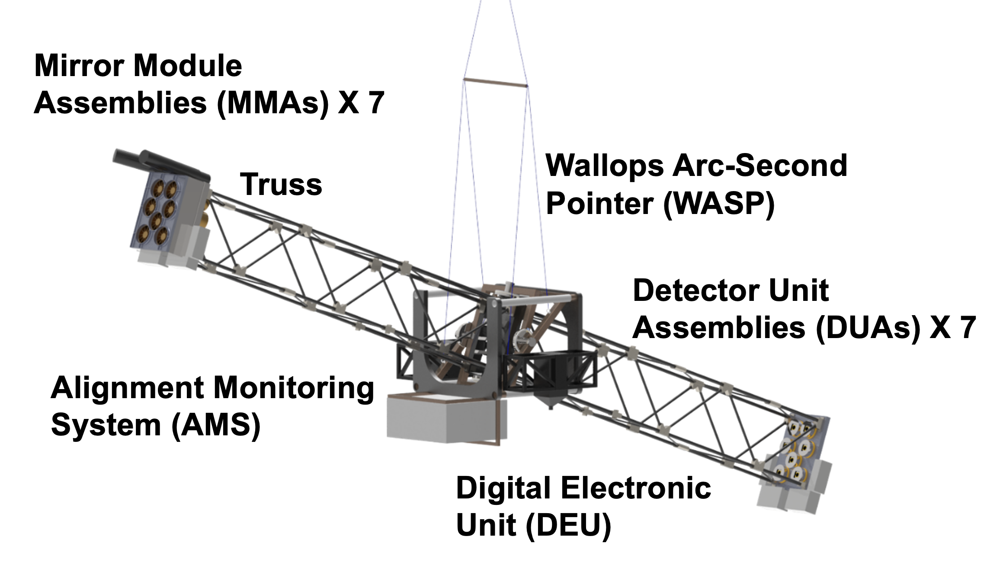 Mirror Module
Assemblies (MMAs) X 7
Truss
Wallops Arc-Second
Pointer (WASP)
Detector Unit
Assemblies (DUAs) X 7
Alignment Monitoring
System (AMS)
Digital Electronic
Unit (DEU)